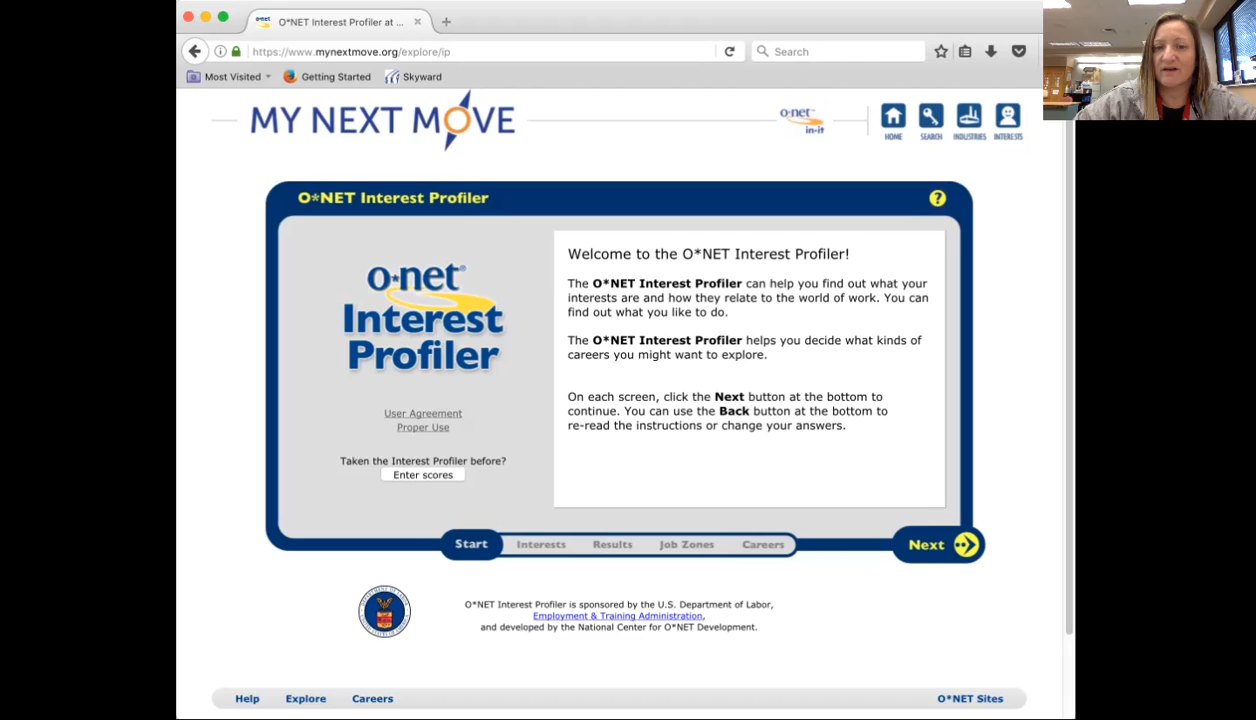 O*NET Interest Profiler at ...
https://www.mynextmove.org/explore/ip
Search
Most Visited
Getting Started
Skyward
MY NEXT MOVE
o·net™
in-it
HOME
SEARCH
INDUSTRIES
INTERESTS
O*NET Interest Profiler
?
o*net®
Interest
Profiler
User Agreement
Proper Use
Taken the Interest Profiler before?
Enter scores
Welcome to the O*NET Interest Profiler!
The O*NET Interest Profiler can help you find out what your
interests are and how they relate to the world of work. You can
find out what you like to do.
The O*NET Interest Profiler helps you decide what kinds of
careers you might want to explore.
On each screen, click the Next button at the bottom to
continue. You can use the Back button at the bottom to
re-read the instructions or change your answers.
Start
Interests
Results
Job Zones
Careers
Next
O*NET Interest Profiler is sponsored by the U.S. Department of Labor,
Employment & Training Administration,
and developed by the National Center for O*NET Development.
Help
Explore
Careers
O*NET Sites